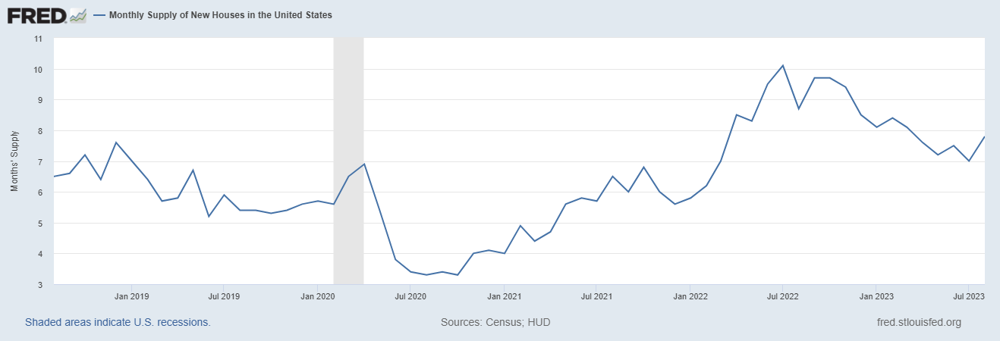 FRED Monthly Supply of New Houses in the United States
Months' Supply
11
10
9
8
7
6
5
4
3
Jan 2019 Jul 2019 Jan 2020 Jul 2020 Jan 2021 Jul 2021 Jan 2022 Jul 2022 Jan 2023 Jul 2023
Shaded areas indicate U.S. recessions. Sources: Census; HUD fred.stlouisfed.org